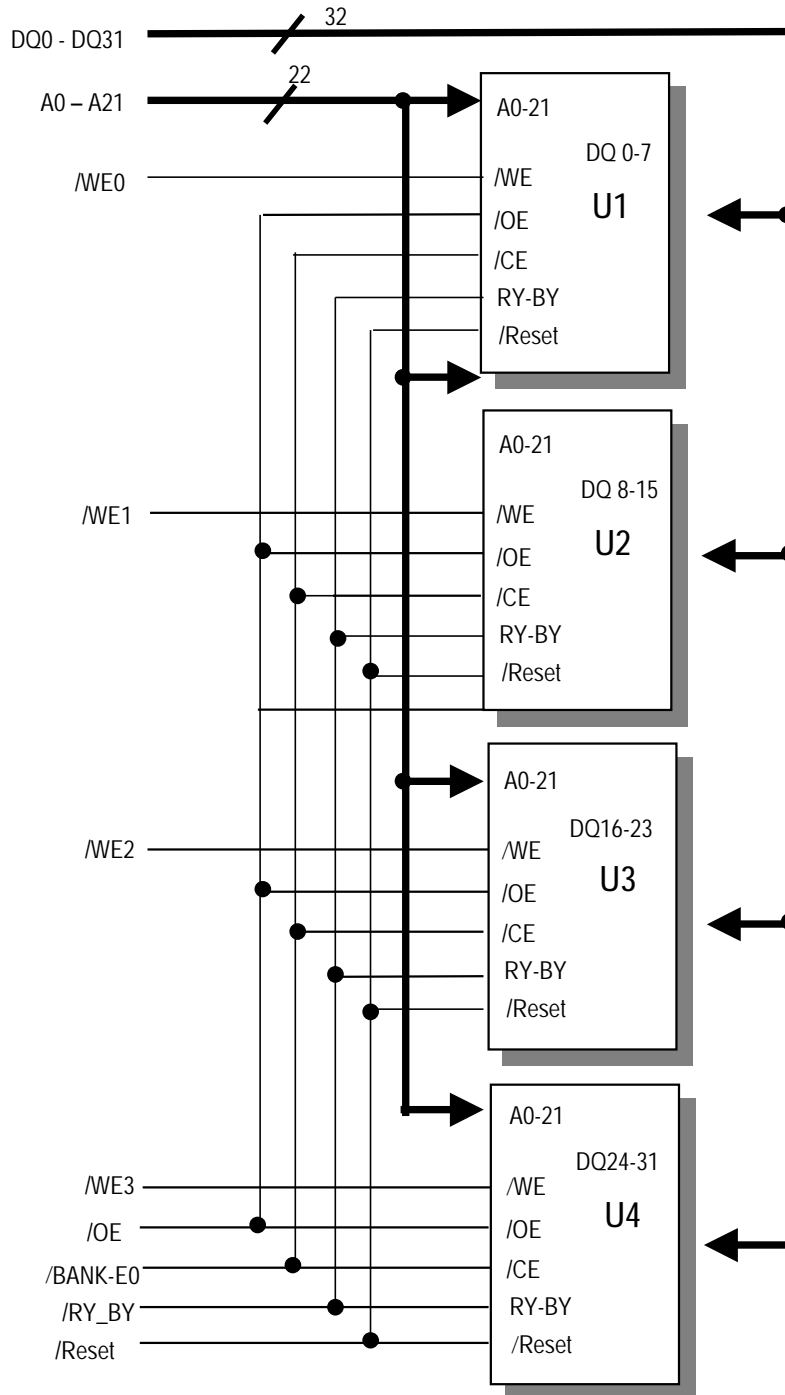 32
DQ0 - DQ31
22
A0 – A21
A0-21
DQ 0-7
/WE0
/WE
U1
/OE
/CE
RY-BY
/Reset
A0-21
DQ 8-15
/WE1
/WE
U2
/OE
/CE
RY-BY
/Reset
A0-21
DQ16-23
/WE2
/WE
U3
/OE
/CE
RY-BY
/Reset
A0-21
DQ24-31
/WE3
/WE
U4
/OE
/OE
/BANK-E0
/CE
/RY_BY
RY-BY
/Reset
/Reset